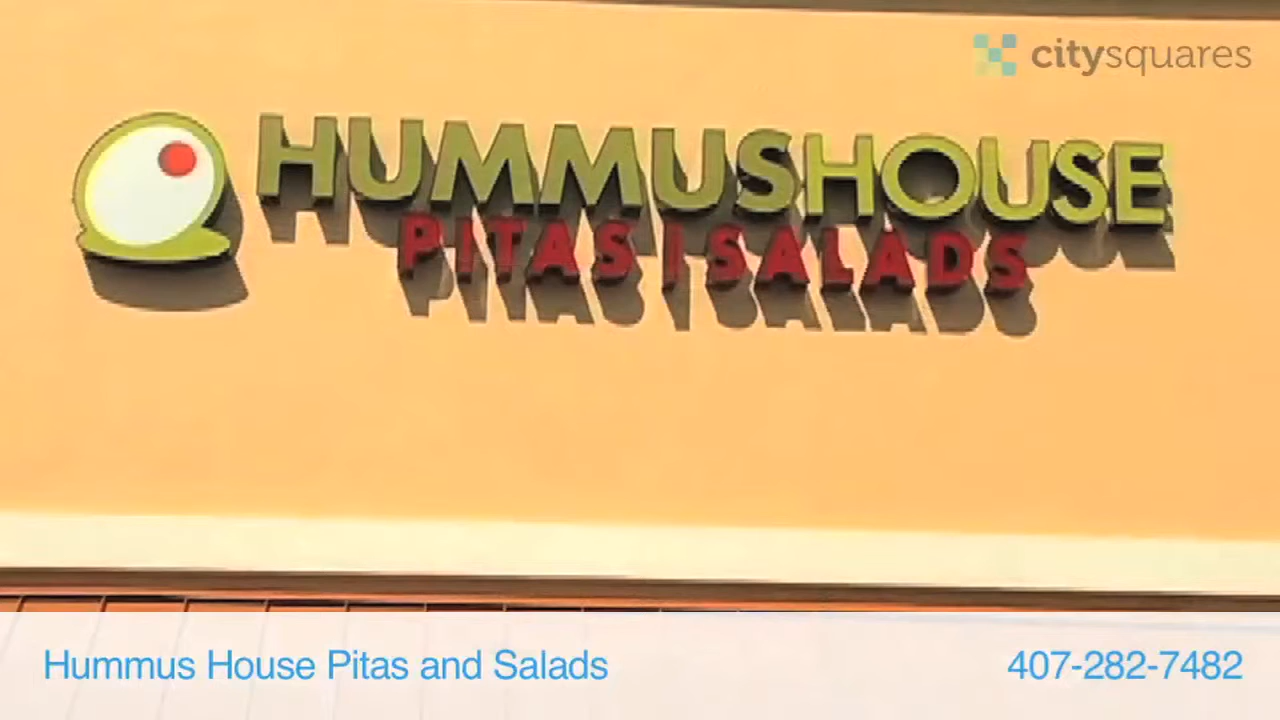 citysquares
HUMMUSHOUSE
PITAS | SALADS
Hummus House Pitas and Salads
407-282-7482